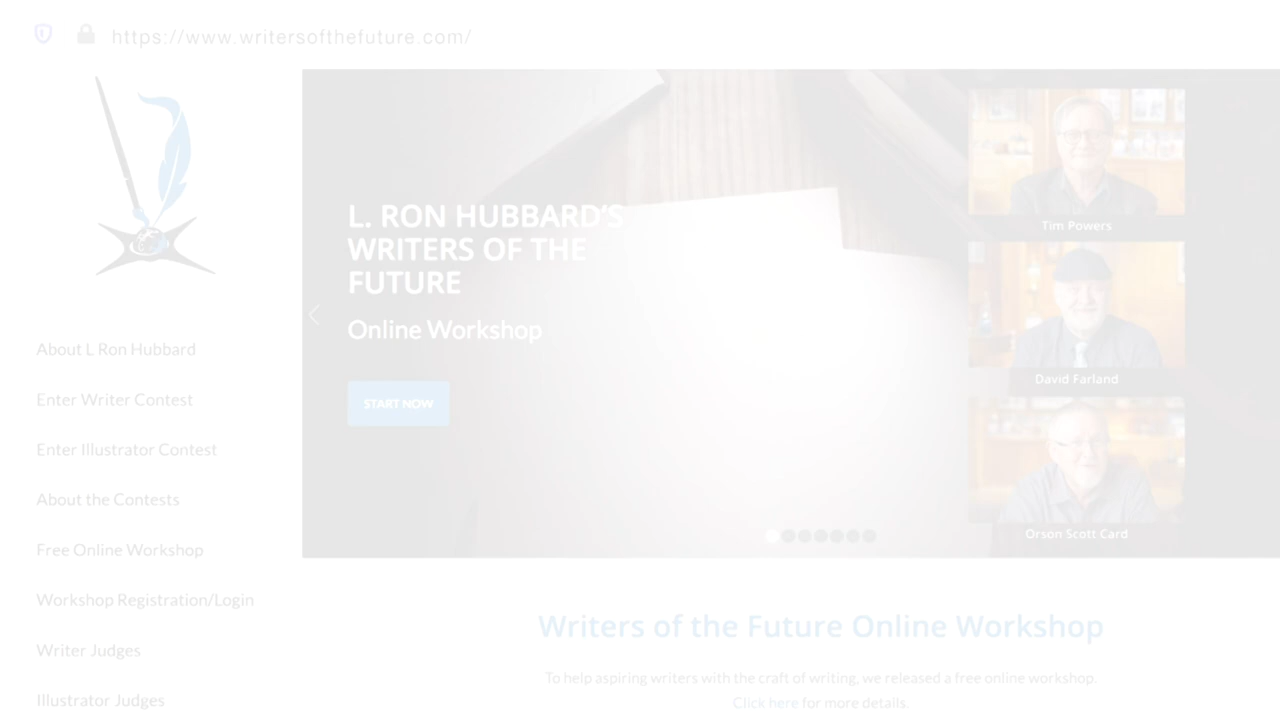 https://www.writersofthefuture.com/
About L Ron Hubbard
Enter Writer Contest
Enter Illustrator Contest
About the Contests
Free Online Workshop
Workshop Registration/Login
Writer Judges
Illustrator Judges
L. RON HUBBARD'S
WRITERS OF THE
FUTURE
Online Workshop
START NOW
Tim Powers
David Farland
Orson Scott Card
Writers of the Future Online Workshop
To help aspiring writers with the craft of writing, we released a free online workshop.
Click here for more details.